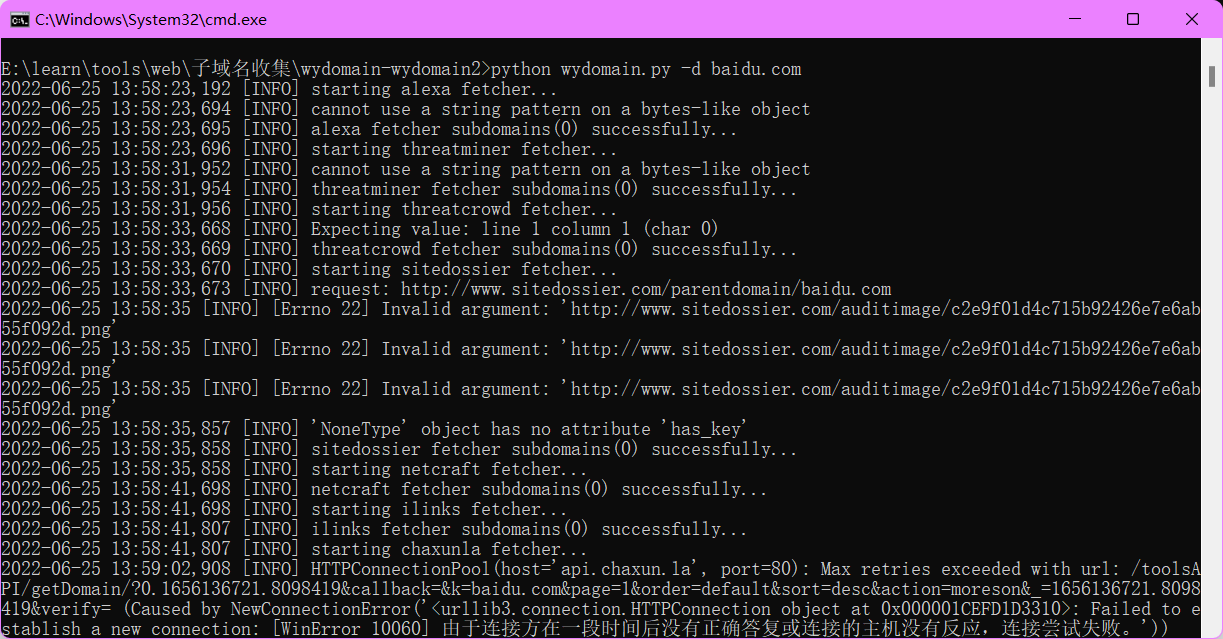 C:\Windows\System32\cmd.exe
E:\learn\tools\web\子域名收集\wydomain-wydomain2>python wydomain.py -d baidu.com
2022-06-25 13:58:23,192 [INFO] starting alexa fetcher...
2022-06-25 13:58:23,694 [INFO] cannot use a string pattern on a bytes-like object
2022-06-25 13:58:23,695 [INFO] alexa fetcher subdomains(0) successfully...
2022-06-25 13:58:23,696 [INFO] starting threatminer fetcher...
2022-06-25 13:58:31,952 [INFO] cannot use a string pattern on a bytes-like object
2022-06-25 13:58:31,954 [INFO] threatminer fetcher subdomains(0) successfully...
2022-06-25 13:58:31,956 [INFO] starting threatcrowd fetcher...
2022-06-25 13:58:33,668 [INFO] Expecting value: line 1 column 1 (char 0)
2022-06-25 13:58:33,669 [INFO] threatcrowd fetcher subdomains(0) successfully...
2022-06-25 13:58:33,670 [INFO] starting sitedossier fetcher...
2022-06-25 13:58:33,673 [INFO] request: http://www.sitedossier.com/parentdomain/baidu.com
2022-06-25 13:58:35 [INFO] [Errno 22] Invalid argument: 'http://www.sitedossier.com/auditimage/c2e9f01d4c715b92426e7e6ab
55f092d.png'
2022-06-25 13:58:35 [INFO] [Errno 22] Invalid argument: 'http://www.sitedossier.com/auditimage/c2e9f01d4c715b92426e7e6ab
55f092d.png'
2022-06-25 13:58:35 [INFO] [Errno 22] Invalid argument: 'http://www.sitedossier.com/auditimage/c2e9f01d4c715b92426e7e6ab
55f092d.png'
2022-06-25 13:58:35,857 [INFO] 'NoneType' object has no attribute 'has_key'
2022-06-25 13:58:35,858 [INFO] sitedossier fetcher subdomains(0) successfully...
2022-06-25 13:58:35,858 [INFO] starting netcraft fetcher...
2022-06-25 13:58:41,698 [INFO] netcraft fetcher subdomains(0) successfully...
2022-06-25 13:58:41,698 [INFO] starting ilinks fetcher...
2022-06-25 13:58:41,807 [INFO] ilinks fetcher subdomains(0) successfully...
2022-06-25 13:58:41,807 [INFO] starting chaxunla fetcher...
2022-06-25 13:59:02,908 [INFO] HTTPConnectionPool(host='api.chaxun.la', port=80): Max retries exceeded with url: /toolsA
PI/getDomain/?0.1656136721.8098419&callback=&k=baidu.com&page=1&order=default&sort=desc&action=moreson&_=1656136721.8098
419&verify= (Caused by NewConnectionError('<urllib3.connection.HTTPConnection object at 0x000001CEFD1D3310>: Failed to e
stablish a new connection: [WinError 10060] 由于连接方在一段时间后没有正确答复或连接的主机没有反应，连接尝试失败。'))